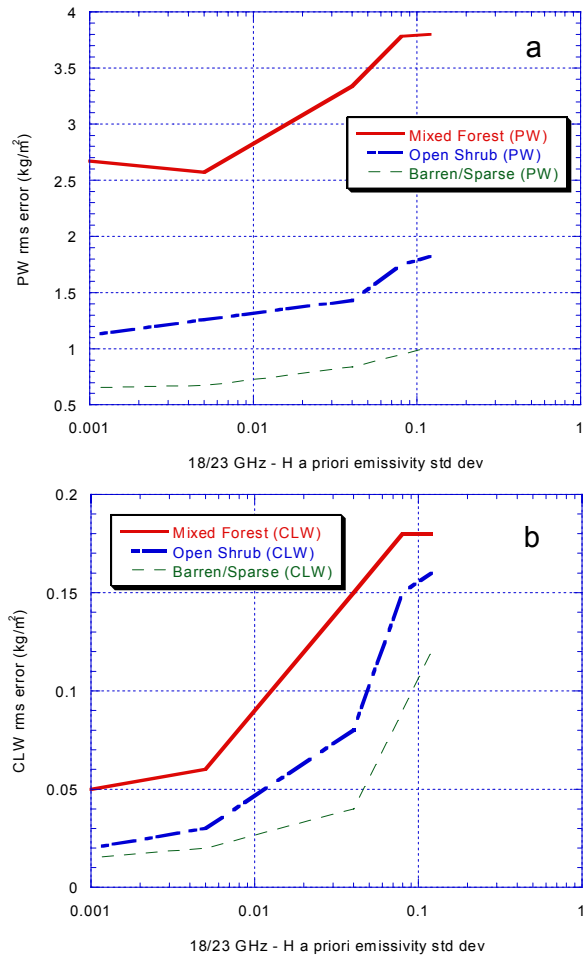 a
4
3.5
3
2.5
2
1.5
1
0.5
PW rms error (kg/m²)
Mixed Forest (PW)
Open Shrub (PW)
Barren/Sparse (PW)
0.001 0.01 0.1 1
18/23 GHz - H a priori emissivity std dev
b
0.2
0.15
0.1
0.05
0
CLW rms error (kg/m²)
Mixed Forest (CLW)
Open Shrub (CLW)
Barren/Sparse (CLW)
0.001 0.01 0.1 1
18/23 GHz - H a priori emissivity std dev